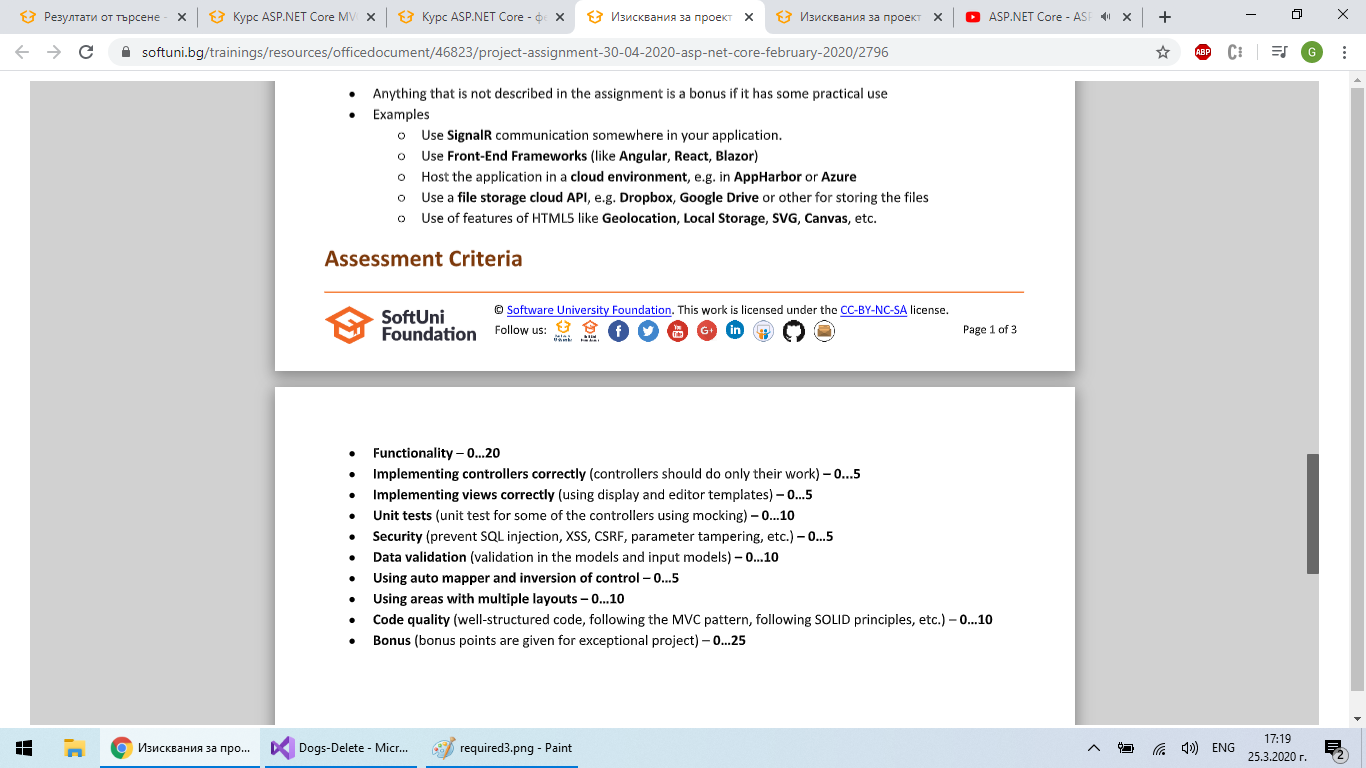 Резултати от търсене - Курс ASP.NET Core MV Курс ASP.NET Core - фе Изисквания за проект Изисквания за проект ASP.NET Core - ASP
softuni.bg/trainings/resources/officedocument/46823/project-assignment-30-04-2020-asp-net-core-february-2020/2796 ABP G
• Anything that is not described in the assignment is a bonus if it has some practical use
• Examples
o Use SignalR communication somewhere in your application.
o Use Front-End Frameworks (like Angular, React, Blazor)
o Host the application in a cloud environment, e.g. in AppHarbor or Azure
o Use a file storage cloud API, e.g. Dropbox, Google Drive or other for storing the files
o Use of features of HTML5 like Geolocation, Local Storage, SVG, Canvas, etc.
Assessment Criteria
SoftUni
Foundation
© Software University Foundation. This work is licensed under the CC-BY-NC-SA license.
Follow us:
Page 1 of 3
• Functionality – 0…20
• Implementing controllers correctly (controllers should do only their work) – 0…5
• Implementing views correctly (using display and editor templates) – 0…5
• Unit tests (unit test for some of the controllers using mocking) – 0…10
• Security (prevent SQL injection, XSS, CSRF, parameter tampering, etc.) – 0…5
• Data validation (validation in the models and input models) – 0…10
• Using auto mapper and inversion of control – 0…5
• Using areas with multiple layouts – 0…10
• Code quality (well-structured code, following the MVC pattern, following SOLID principles, etc.) – 0…10
• Bonus (bonus points are given for exceptional project) – 0…25
Изисквания за про... Dogs-Delete - Micr... required3.png - Paint ENG 17:19
25.3.2020 г. 2